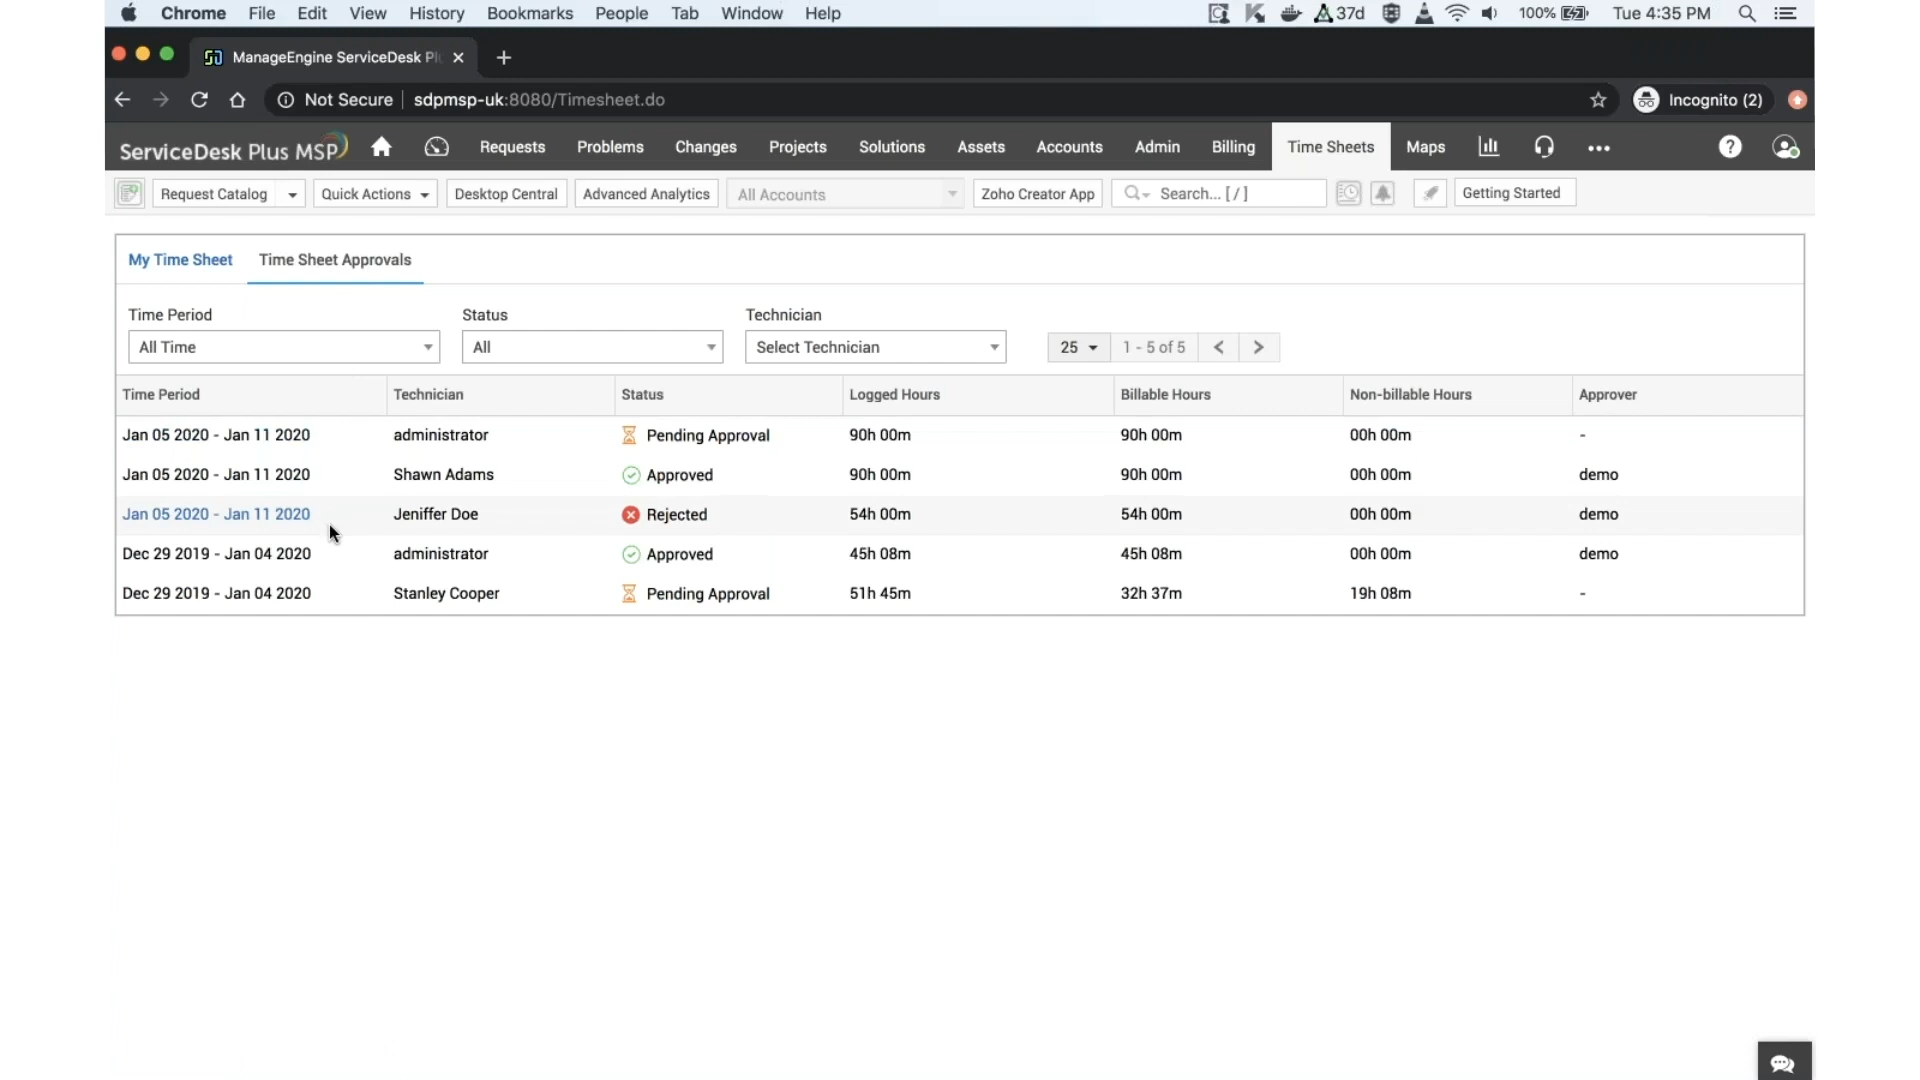 Chrome File Edit View History Bookmarks People Tab Window Help 37d 100% Tue 4:35 PM
ManageEngine ServiceDesk Pl
Not Secure sdpmsp-uk:8080/Timesheet.do Incognito (2)
ServiceDesk Plus MSP Requests Problems Changes Projects Solutions Assets Accounts Admin Billing Time Sheets Maps
Request Catalog Quick Actions Desktop Central Advanced Analytics All Accounts Zoho Creator App Search... [ / ] Getting Started
My Time Sheet Time Sheet Approvals
Time Period Status Technician
All Time All Select Technician 25 1 - 5 of 5
Time Period Technician Status Logged Hours Billable Hours Non-billable Hours Approver
Jan 05 2020 - Jan 11 2020 administrator Pending Approval 90h 00m 90h 00m 00h 00m -
Jan 05 2020 - Jan 11 2020 Shawn Adams Approved 90h 00m 90h 00m 00h 00m demo
Jan 05 2020 - Jan 11 2020 Jeniffer Doe Rejected 54h 00m 54h 00m 00h 00m demo
Dec 29 2019 - Jan 04 2020 administrator Approved 45h 08m 45h 08m 00h 00m demo
Dec 29 2019 - Jan 04 2020 Stanley Cooper Pending Approval 51h 45m 32h 37m 19h 08m -